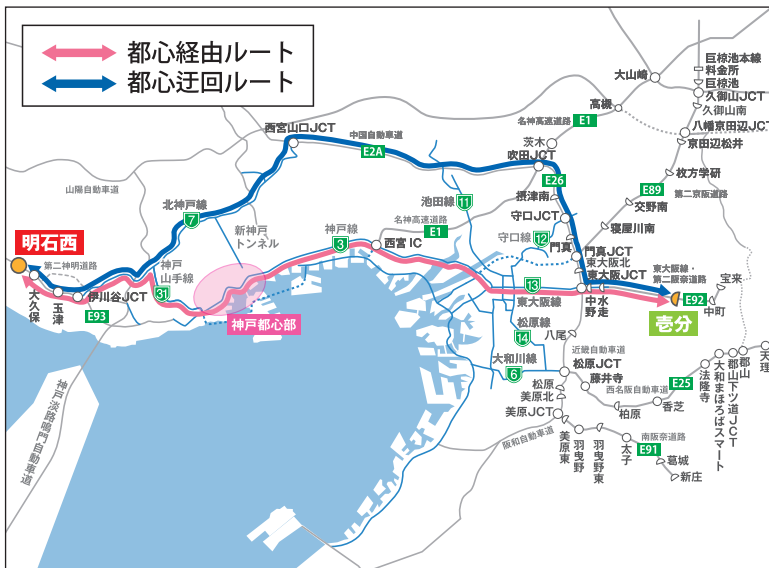 都心経由ルート
都心迂回ルート
巨椋池本線
料金所
巨椋池
久御山JCT
久御山南
八幡京田辺JCT
京田辺松井
大山崎
高槻
名神高速道路
E1
茨木
西宮山口JCT
中国自動車道
E2A
吹田JCT
E26
枚方学研
E89
第二京阪道路
交野南
寝屋川南
山陽自動車道
北神戸線
7
新神戸
トンネル
池田線
11
摂津南
守口JCT
守口線
12
門真
門真JCT
東大阪北
東大阪JCT
神戸線
3
名神高速道路
E1
西宮IC
明石西
第二神明道路
大久保
玉津
伊川谷JCT
E93
神戸
山手線
31
神戸都心部
13
東大阪線
中野
水走
東大阪線・
第二阪奈道路
宝来
E92
中町
壱分
松原線
14
八尾
近畿自動車道
大和川線
6
松原JCT
藤井寺
西名阪自動車道
E25
柏原
香芝
法隆寺
大和まほろばスマート
郡山下ツ道JCT
郡山
天理
松原
美原北
美原JCT
阪和自動車道
美原東
羽曳野
羽曳野東
太子
南阪奈道路
E91
葛城
新庄
神戸淡路鳴門自動車道